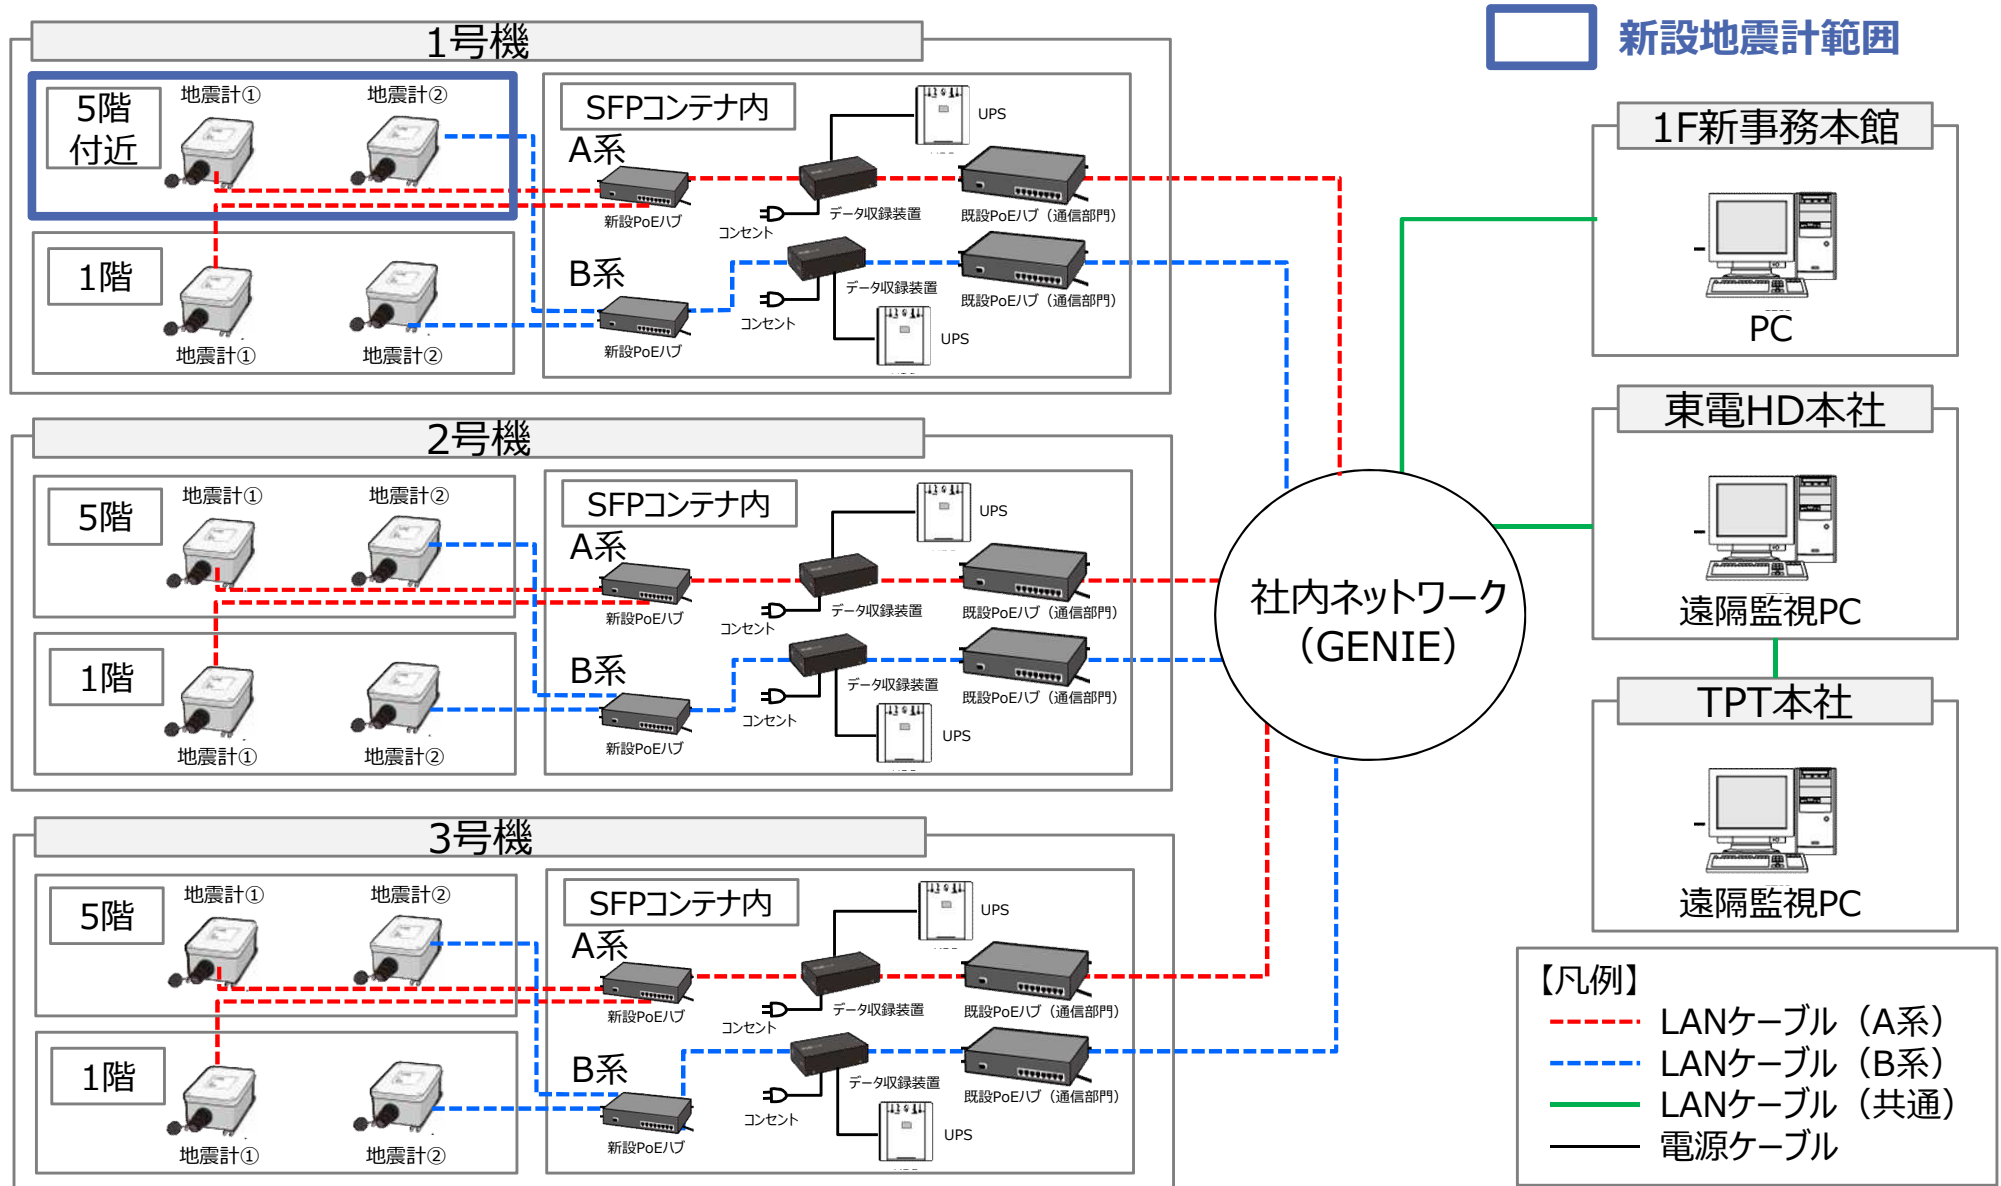 新設地震計範囲
1号機
5階
付近
地震計①
地震計②
1階
地震計①
地震計②
SFPコンテナ内
A系
新設PoEハブ
UPS
データ収録装置
コンセント
既設PoEハブ（通信部門）
B系
新設PoEハブ
データ収録装置
コンセント
既設PoEハブ（通信部門）
UPS
2号機
5階
地震計①
地震計②
1階
地震計①
地震計②
SFPコンテナ内
A系
新設PoEハブ
UPS
データ収録装置
コンセント
既設PoEハブ（通信部門）
B系
新設PoEハブ
データ収録装置
コンセント
既設PoEハブ（通信部門）
UPS
3号機
5階
地震計①
地震計②
1階
地震計①
地震計②
SFPコンテナ内
A系
新設PoEハブ
UPS
データ収録装置
コンセント
既設PoEハブ（通信部門）
B系
新設PoEハブ
データ収録装置
コンセント
既設PoEハブ（通信部門）
UPS
社内ネットワーク
（GENIE）
1F新事務本館
PC
東電HD本社
遠隔監視PC
TPT本社
遠隔監視PC
【凡例】
LANケーブル（A系）
LANケーブル（B系）
LANケーブル（共通）
電源ケーブル